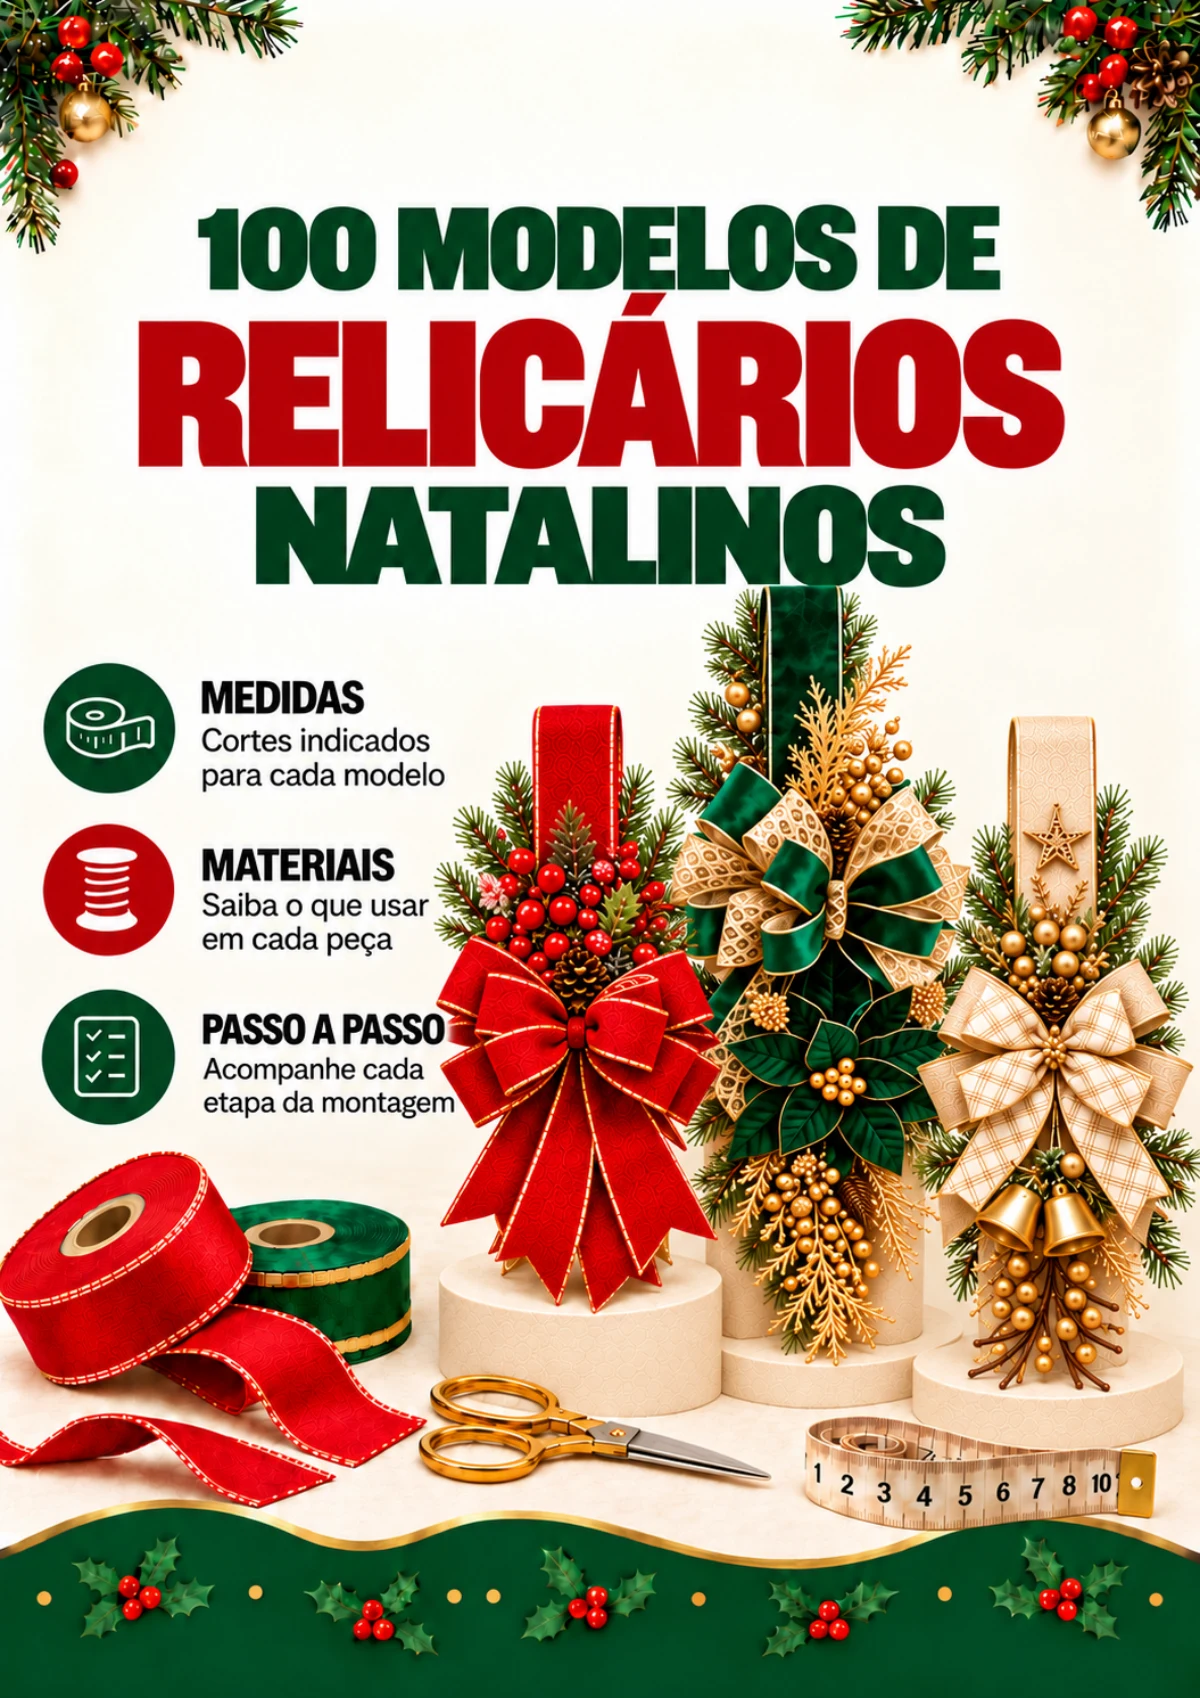 100 MODELOS DE
RELICÁRIOS
NATALINOS
MEDIDAS
Cortes indicados
para cada modelo
MATERIAIS
Saiba o que usar
em cada peça
PASSO A PASSO
Acompanhe cada
etapa da montagem
1 2 3 4 5 6 7 8 10